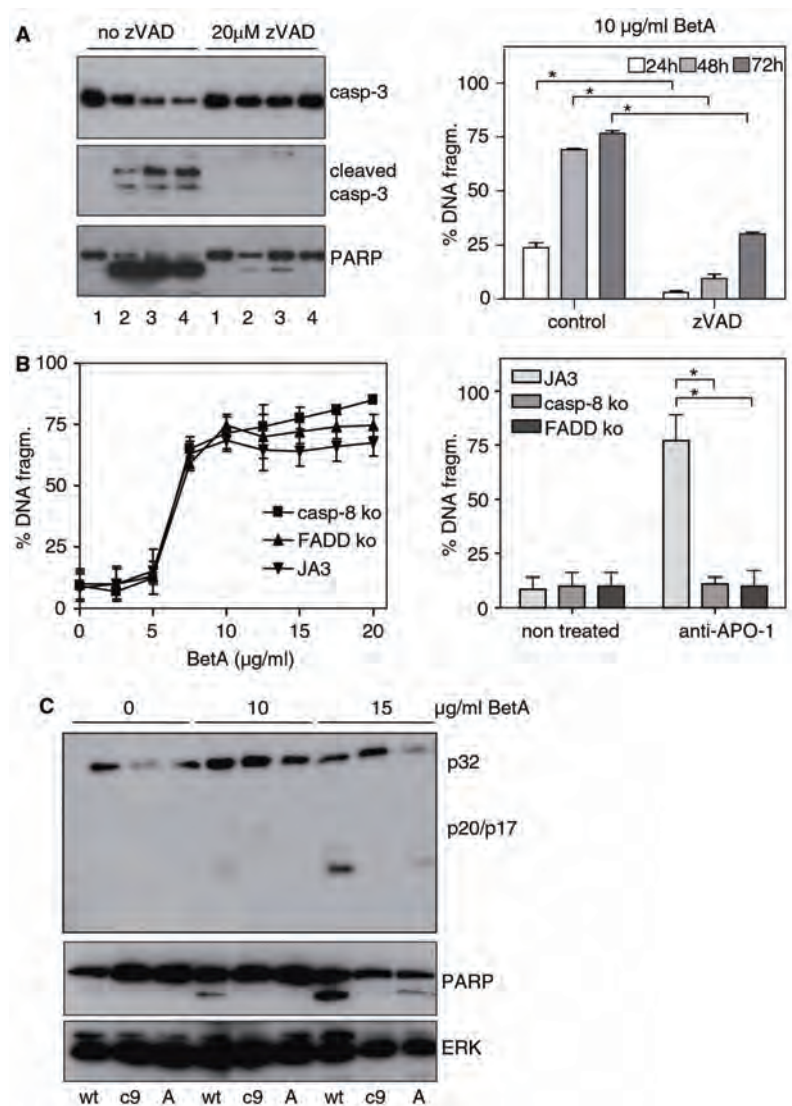 A
no zVAD 20µM zVAD
casp-3
cleaved
casp-3
PARP
1 2 3 4 1 2 3 4
10 µg/ml BetA
24h 48h 72h
* * *
% DNA fragm.
100
75
50
25
0
control zVAD
B
% DNA fragm.
100
75
50
25
0
casp-8 ko
FADD ko
JA3
0 5 10 15 20
BetA (µg/ml)
% DNA fragm.
100
75
50
25
0
JA3
casp-8 ko
FADD ko
*
*
non treated anti-APO-1
C
0 10 15 µg/ml BetA
p32
p20/p17
PARP
ERK
wt c9 A wt c9 A wt c9 A